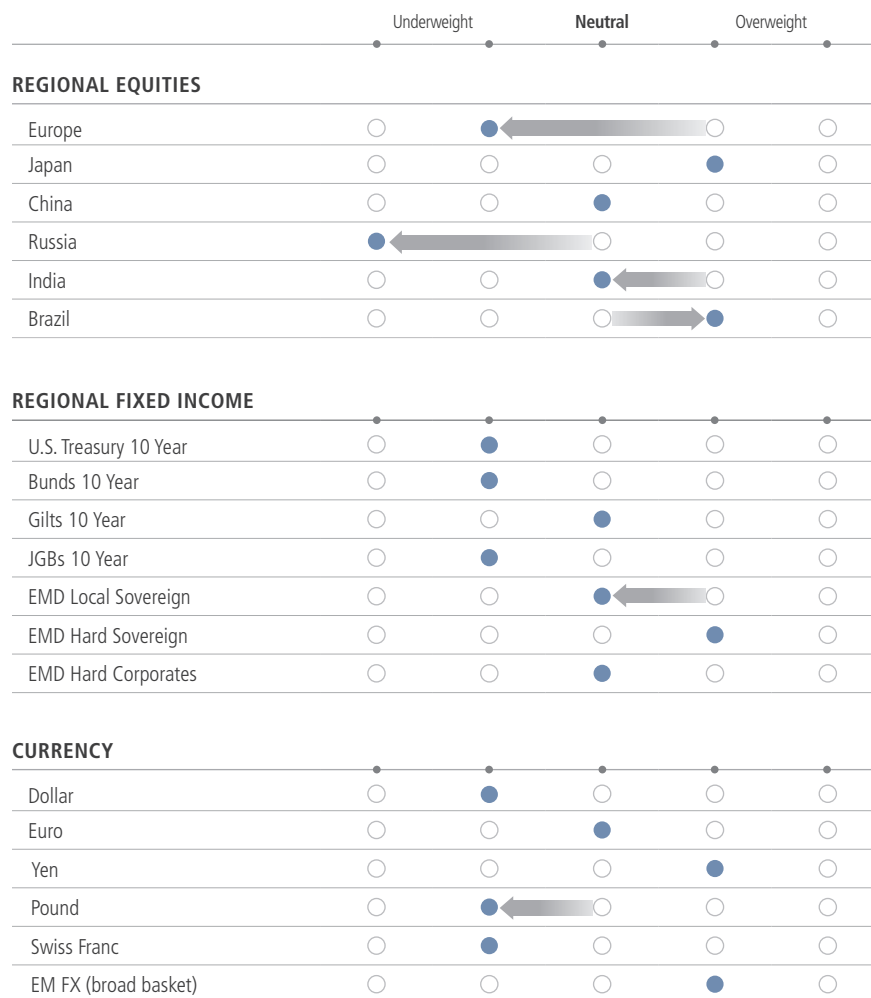 Underweight Neutral Overweight
REGIONAL EQUITIES
Europe
Japan
China
Russia
India
Brazil
REGIONAL FIXED INCOME
U.S. Treasury 10 Year
Bunds 10 Year
Gilts 10 Year
JGBs 10 Year
EMD Local Sovereign
EMD Hard Sovereign
EMD Hard Corporates
CURRENCY
Dollar
Euro
Yen
Pound
Swiss Franc
EM FX (broad basket)